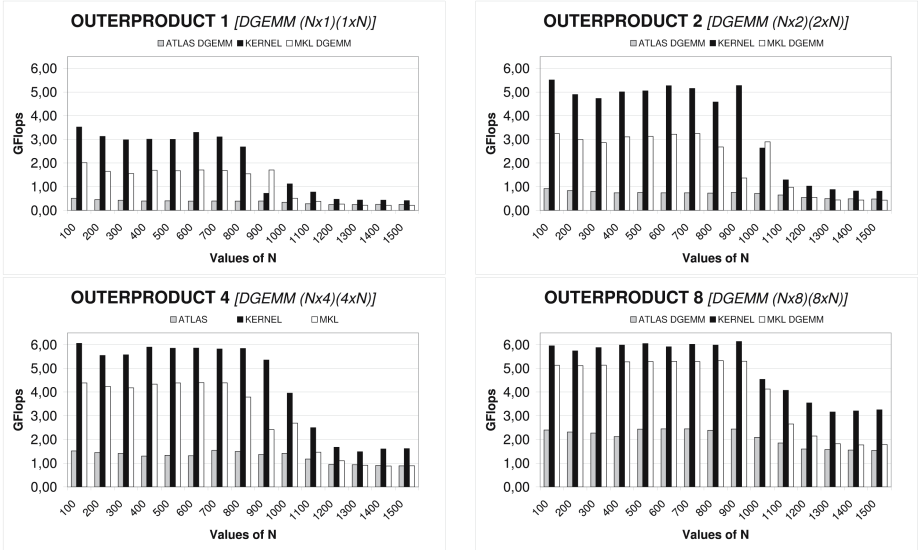 OUTERPRODUCT 1 [DGEMM (Nx1)(1xN)]
ATLAS DGEMM KERNEL MKL DGEMM
GFlops
6,00
5,00
4,00
3,00
2,00
1,00
0,00
100 200 300 400 500 600 700 800 900 1000 1100 1200 1300 1400 1500
Values of N
OUTERPRODUCT 2 [DGEMM (Nx2)(2xN)]
ATLAS DGEMM KERNEL MKL DGEMM
GFlops
6,00
5,00
4,00
3,00
2,00
1,00
0,00
100 200 300 400 500 600 700 800 900 1000 1100 1200 1300 1400 1500
Values of N
OUTERPRODUCT 4 [DGEMM (Nx4)(4xN)]
ATLAS KERNEL MKL
GFlops
6,00
5,00
4,00
3,00
2,00
1,00
0,00
100 200 300 400 500 600 700 800 900 1000 1100 1200 1300 1400 1500
Values of N
OUTERPRODUCT 8 [DGEMM (Nx8)(8xN)]
ATLAS DGEMM KERNEL MKL DGEMM
GFlops
6,00
5,00
4,00
3,00
2,00
1,00
0,00
100 200 300 400 500 600 700 800 900 1000 1100 1200 1300 1400 1500
Values of N